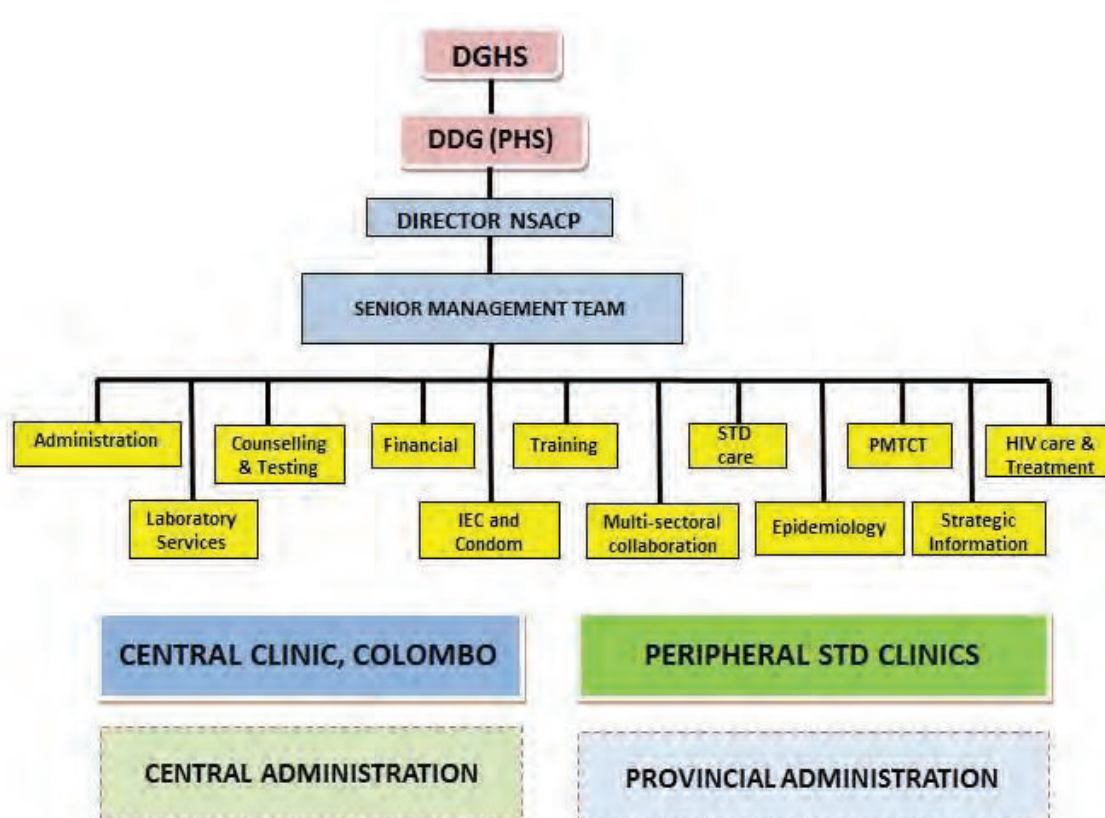 DGHS
DDG (PHS)
DIRECTOR NSACP
SENIOR MANAGEMENT TEAM
Administration
Counselling
& Testing
Financial
Training
STD
care
PMTCT
HIV care &
Treatment
Laboratory
Services
IEC and
Condom
Multi-sectoral
collaboration
Epidemiology
Strategic
Information
CENTRAL CLINIC, COLOMBO
PERIPHERAL STD CLINICS
CENTRAL ADMINISTRATION
PROVINCIAL ADMINISTRATION